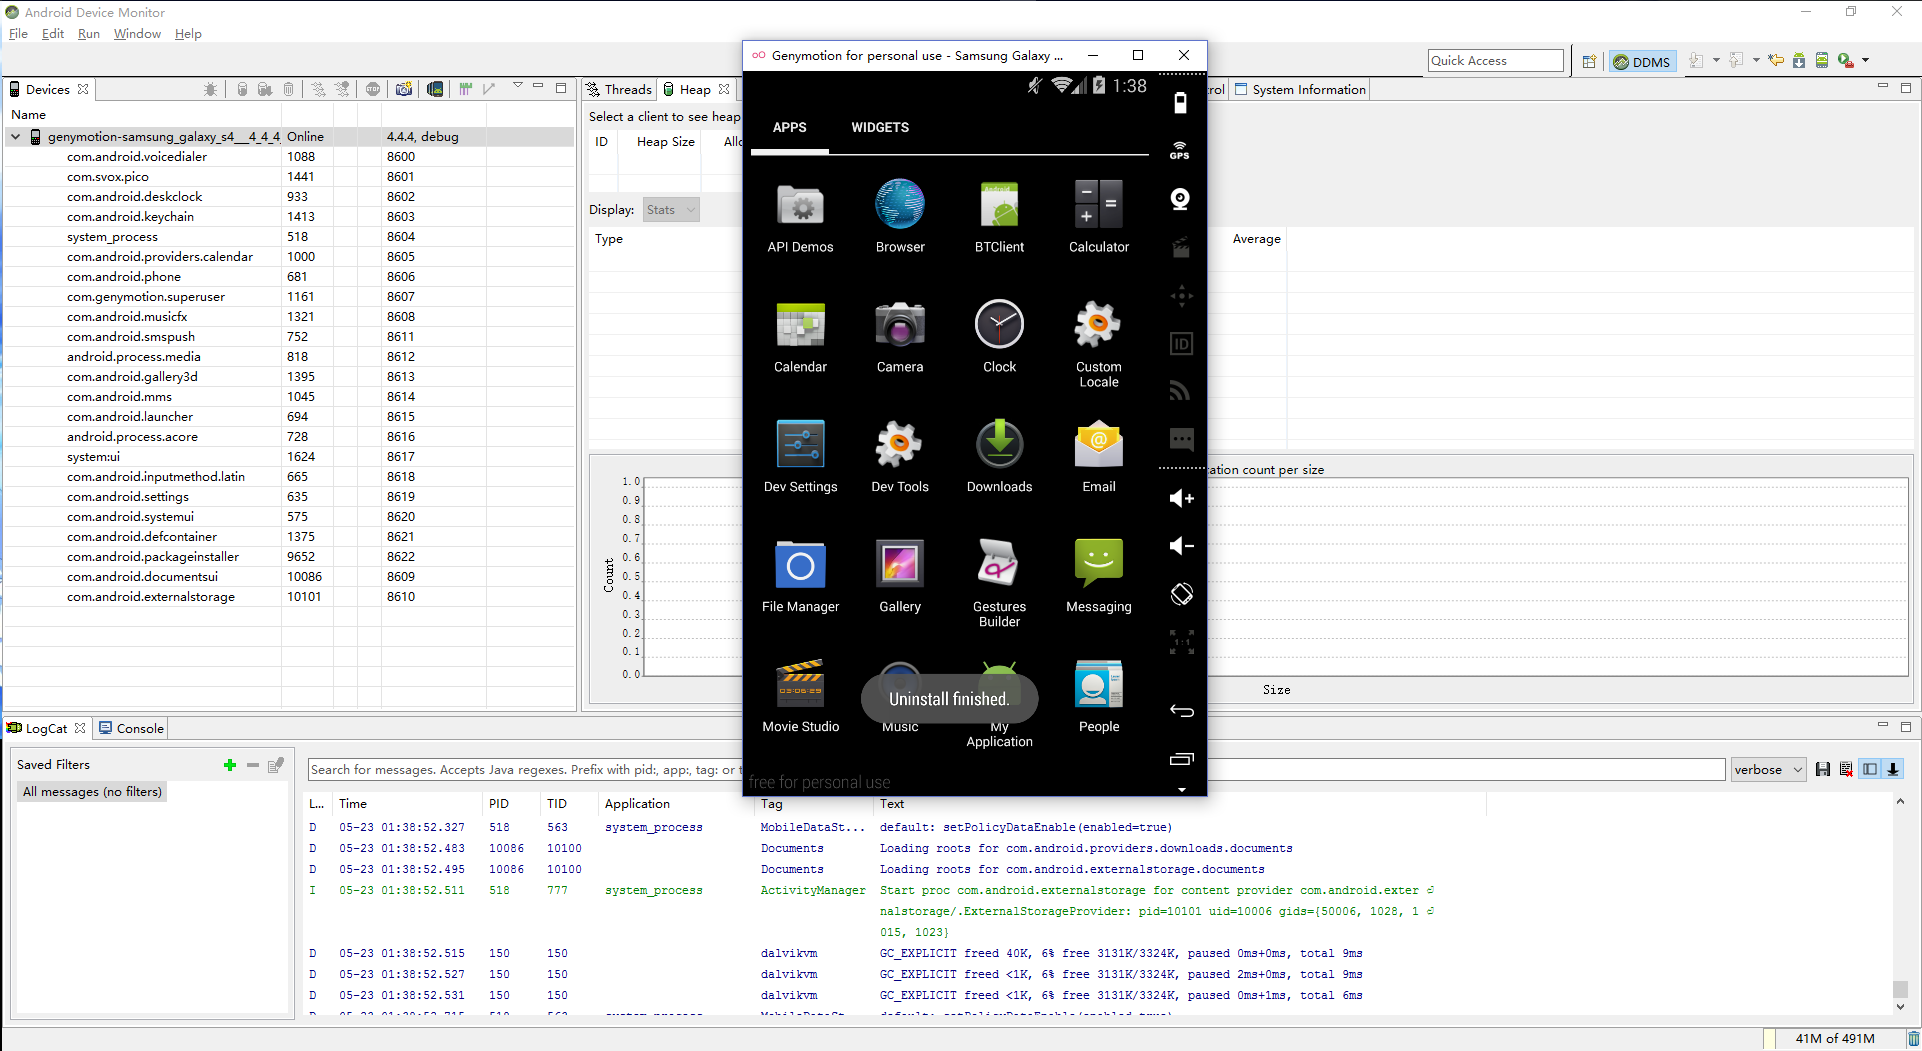 Android Device Monitor
File Edit Run Window Help
Quick Access
DDMS
Devices
Name
genymotion-samsung_galaxy_s4__4_4_4_ Online 4.4.4, debug
com.android.voicedialer 1088 8600
com.svox.pico 1441 8601
com.android.deskclock 933 8602
com.android.keychain 1413 8603
system_process 518 8604
com.android.providers.calendar 1000 8605
com.android.phone 681 8606
com.genymotion.superuser 1161 8607
com.android.musicfx 1321 8608
com.android.smspush 752 8611
android.process.media 818 8612
com.android.gallery3d 1395 8613
com.android.mms 1045 8614
com.android.launcher 694 8615
android.process.acore 728 8616
system:ui 1624 8617
com.android.inputmethod.latin 665 8618
com.android.settings 635 8619
com.android.systemui 575 8620
com.android.defcontainer 1375 8621
com.android.packageinstaller 9652 8622
com.android.documentsui 10086 8609
com.android.externalstorage 10101 8610
Threads Heap
rol System Information
Select a client to see heap
ID Heap Size Allo
Display: Stats
Type Average
cation count per size
1.0
0.9
0.8
0.7
0.6
0.5
0.4
0.3
0.2
0.1
0.0
Count
Size
Genymotion for personal use - Samsung Galaxy ...
1:38
APPS WIDGETS
GPS
ID
1:1
API Demos Browser BTClient Calculator
Android
Calendar Camera Clock Custom
Locale
Dev Settings Dev Tools Downloads Email
File Manager Gallery Gestures
Builder
Messaging
03:06:29
Uninstall finished.
Movie Studio Music My
Application
People
free for personal use
LogCat Console
Saved Filters
All messages (no filters)
Search for messages. Accepts Java regexes. Prefix with pid:, app:, tag: or t
verbose
L... Time PID TID Application Tag Text
D 05-23 01:38:52.327 518 563 system_process MobileDataSt... default: setPolicyDataEnable(enabled=true)
D 05-23 01:38:52.483 10086 10100 Documents Loading roots for com.android.providers.downloads.documents
D 05-23 01:38:52.495 10086 10100 Documents Loading roots for com.android.externalstorage.documents
I 05-23 01:38:52.511 518 777 system_process ActivityManager Start proc com.android.externalstorage for content provider com.android.exter
nalstorage/.ExternalStorageProvider: pid=10101 uid=10006 gids={50006, 1028, 1
015, 1023}
D 05-23 01:38:52.515 150 150 dalvikvm GC_EXPLICIT freed 40K, 6% free 3131K/3324K, paused 0ms+0ms, total 9ms
D 05-23 01:38:52.527 150 150 dalvikvm GC_EXPLICIT freed <1K, 6% free 3131K/3324K, paused 2ms+0ms, total 9ms
D 05-23 01:38:52.531 150 150 dalvikvm GC_EXPLICIT freed <1K, 6% free 3131K/3324K, paused 0ms+1ms, total 6ms
41M of 491M